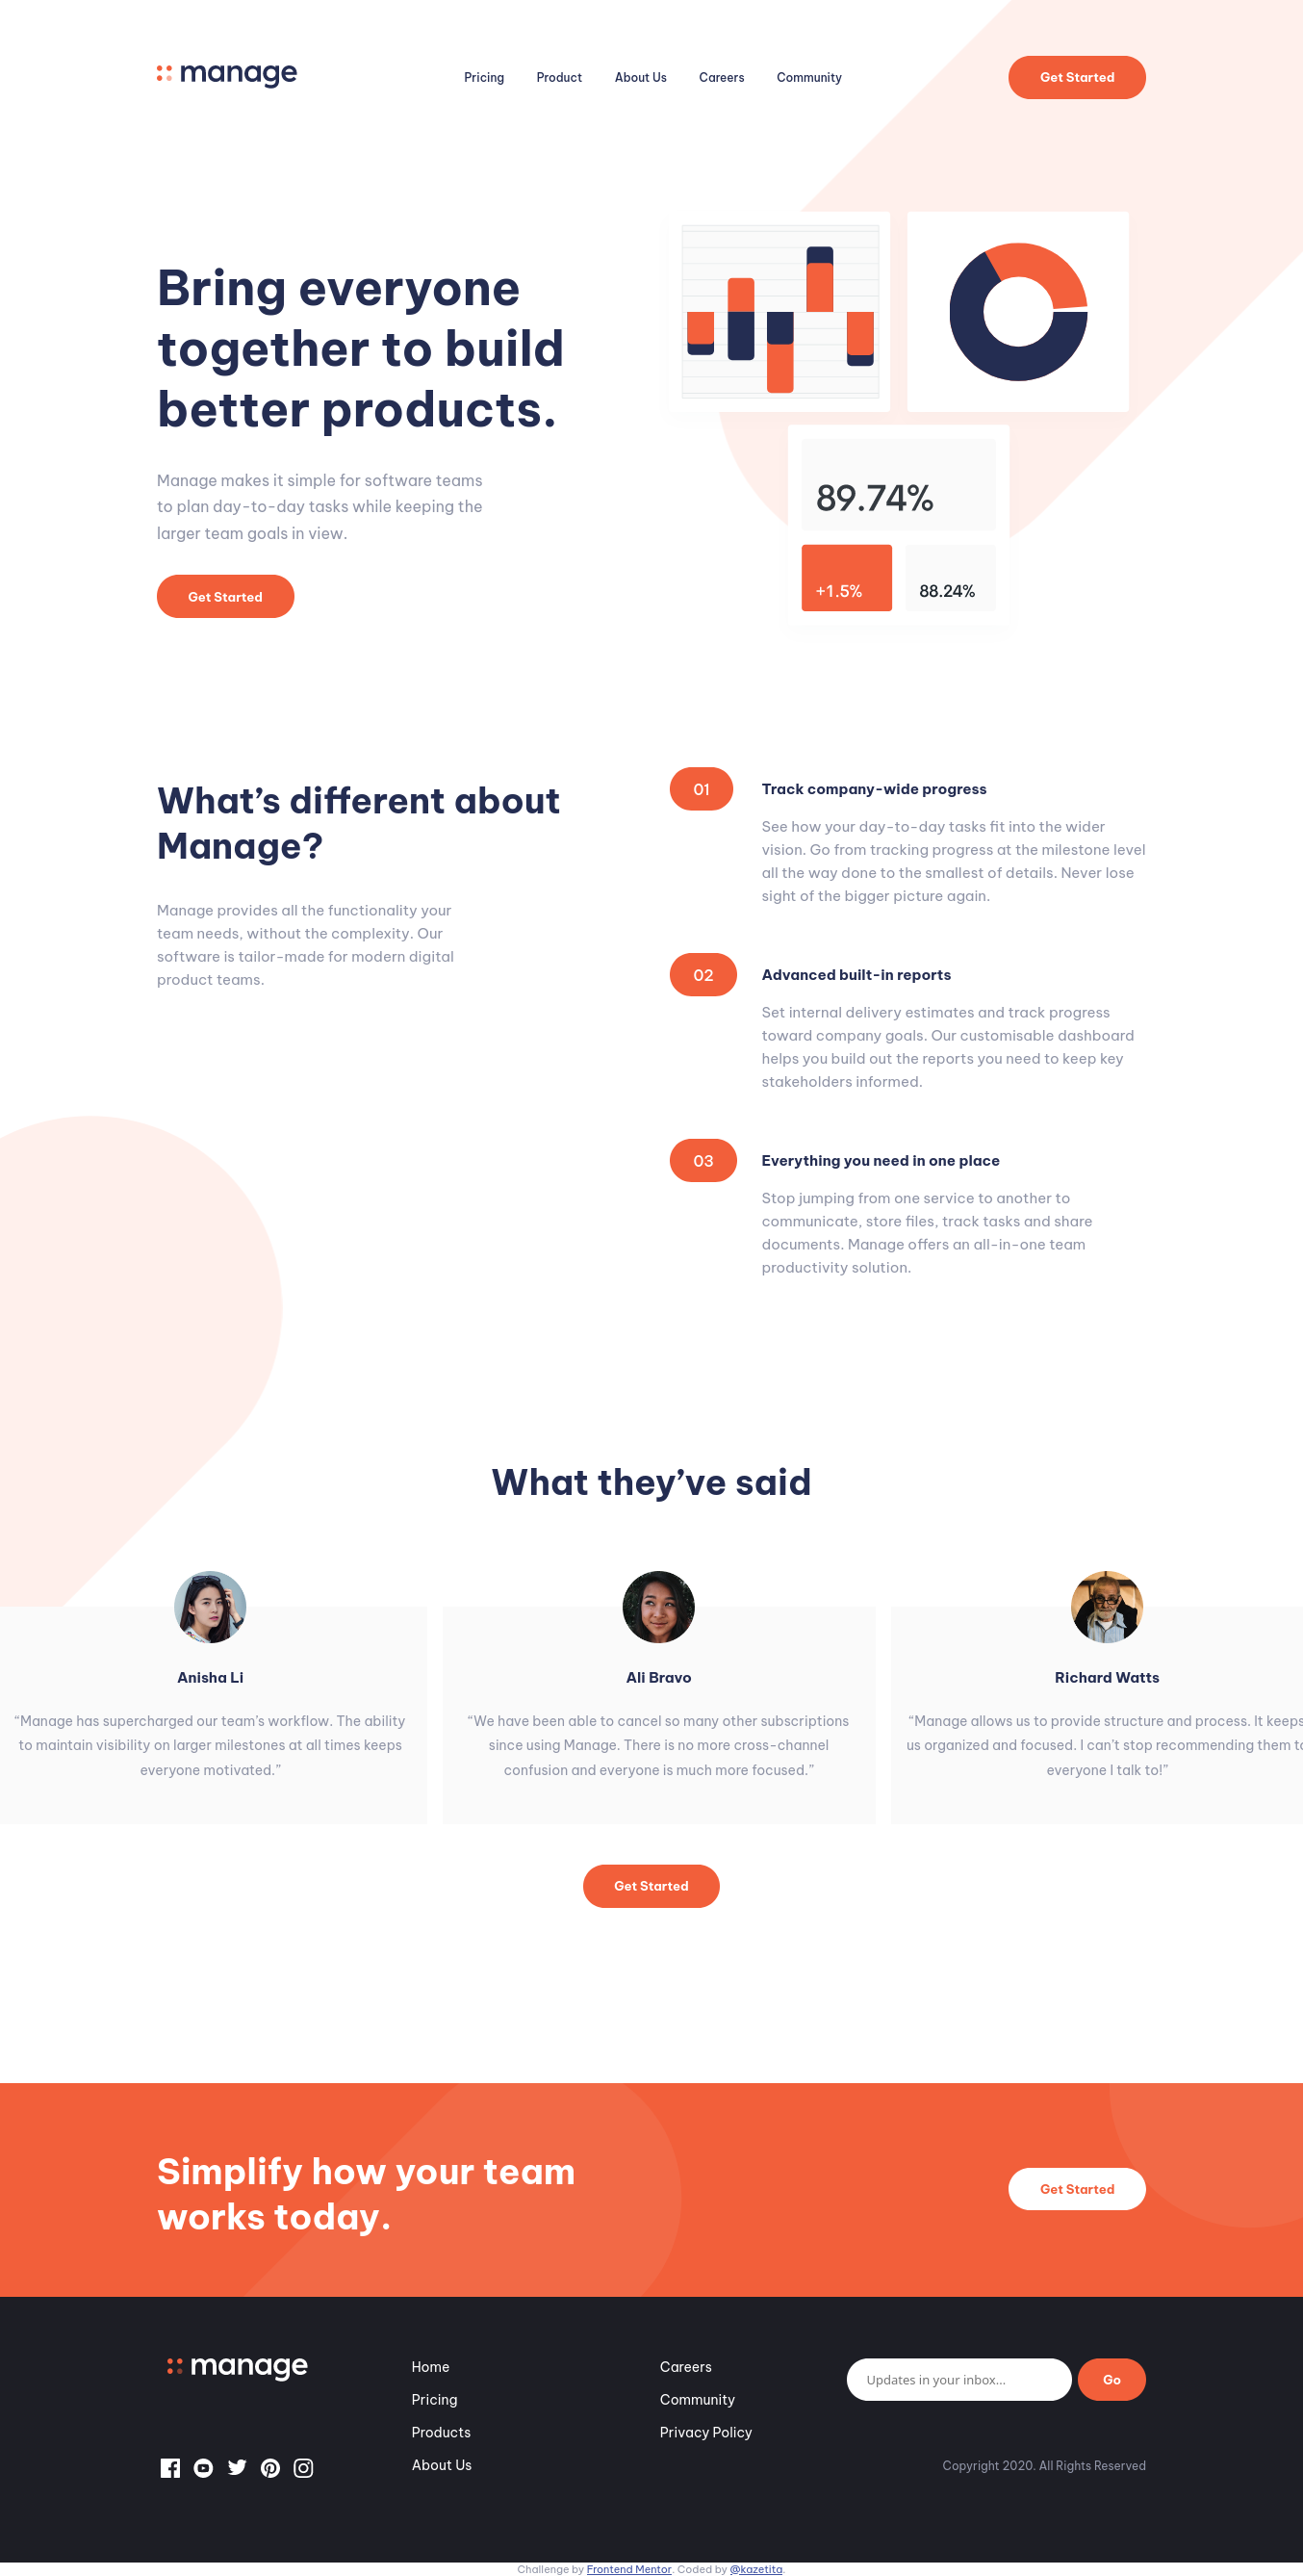 manage
Pricing Product About Us Careers Community
Get Started
Bring everyone
together to build
better products.
Manage makes it simple for software teams
to plan day-to-day tasks while keeping the
larger team goals in view.
Get Started
89.74%
+1.5%
88.24%
What’s different about
Manage?
Manage provides all the functionality your
team needs, without the complexity. Our
software is tailor-made for modern digital
product teams.
01
Track company-wide progress
See how your day-to-day tasks fit into the wider
vision. Go from tracking progress at the milestone level
all the way done to the smallest of details. Never lose
sight of the bigger picture again.
02
Advanced built-in reports
Set internal delivery estimates and track progress
toward company goals. Our customisable dashboard
helps you build out the reports you need to keep key
stakeholders informed.
03
Everything you need in one place
Stop jumping from one service to another to
communicate, store files, track tasks and share
documents. Manage offers an all-in-one team
productivity solution.
What they’ve said
Anisha Li
“Manage has supercharged our team’s workflow. The ability
to maintain visibility on larger milestones at all times keeps
everyone motivated.”
Ali Bravo
“We have been able to cancel so many other subscriptions
since using Manage. There is no more cross-channel
confusion and everyone is much more focused.”
Richard Watts
“Manage allows us to provide structure and process. It keeps
us organized and focused. I can’t stop recommending them to
everyone I talk to!”
Get Started
Simplify how your team
works today.
Get Started
manage
Home
Pricing
Products
About Us
Careers
Community
Privacy Policy
Updates in your inbox...
Go
Copyright 2020. All Rights Reserved
Challenge by Frontend Mentor. Coded by @kazetita.